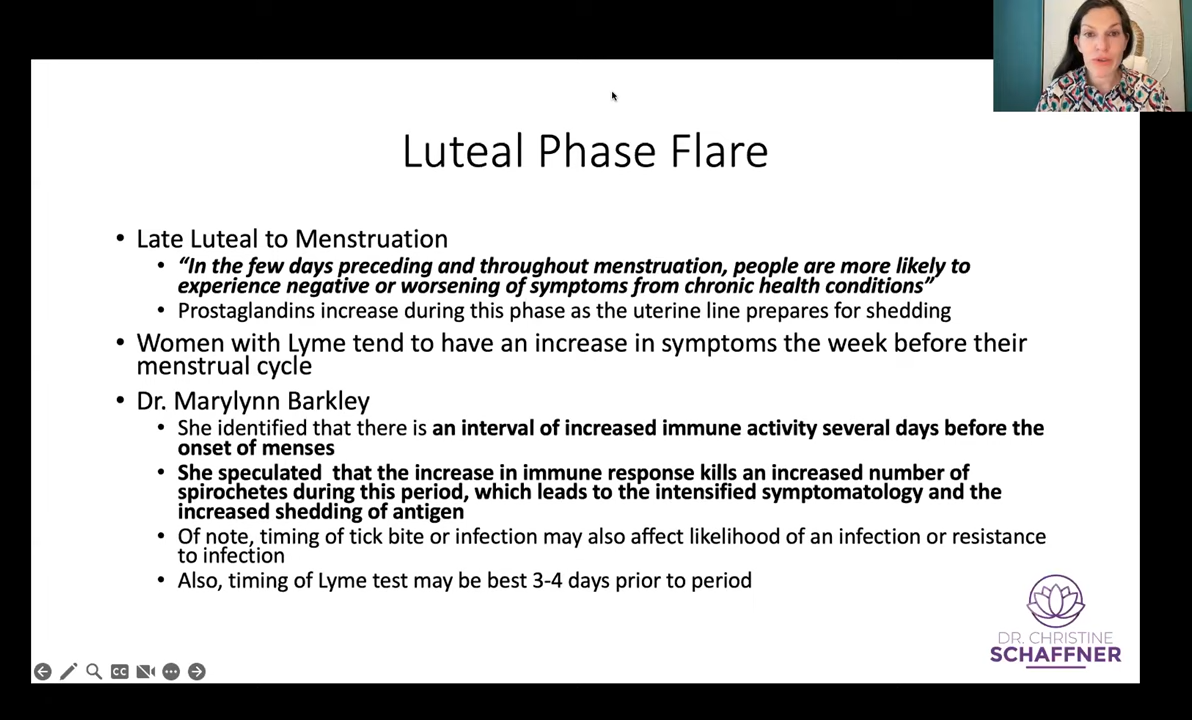 Luteal Phase Flare
• Late Luteal to Menstruation
• “In the few days preceding and throughout menstruation, people are more likely to
experience negative or worsening of symptoms from chronic health conditions”
• Prostaglandins increase during this phase as the uterine line prepares for shedding
• Women with Lyme tend to have an increase in symptoms the week before their
menstrual cycle
• Dr. Marylynn Barkley
• She identified that there is an interval of increased immune activity several days before the
onset of menses
• She speculated that the increase in immune response kills an increased number of
spirochetes during this period, which leads to the intensified symptomatology and the
increased shedding of antigen
• Of note, timing of tick bite or infection may also affect likelihood of an infection or resistance
to infection
• Also, timing of Lyme test may be best 3-4 days prior to period
DR. CHRISTINE
SCHAFFNER
CC